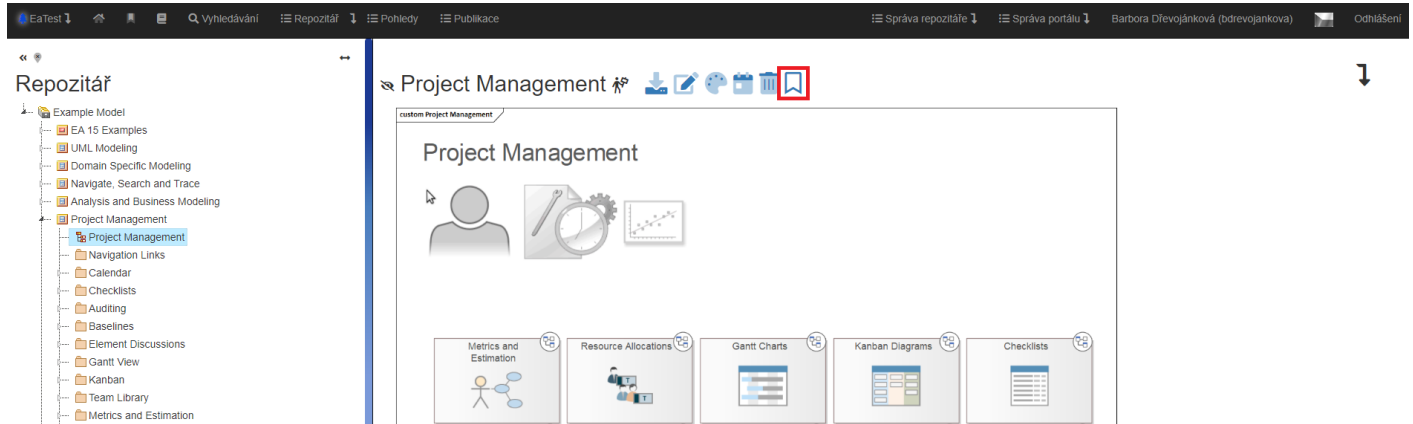 EaTest Vyhledávání Repozitář Pohledy Publikace Správa repozitáře Správa portálu Barbora Dřevojánková (bdrevojankova) Odhlášení
Repozitář
Example Model
EA 15 Examples
UML Modeling
Domain Specific Modeling
Navigate, Search and Trace
Analysis and Business Modeling
Project Management
Project Management
Navigation Links
Calendar
Checklists
Auditing
Baselines
Element Discussions
Gantt View
Kanban
Team Library
Metrics and Estimation
Project Management
custom Project Management
Project Management
Metrics and
Estimation
Resource Allocations
Gantt Charts
Kanban Diagrams
Checklists